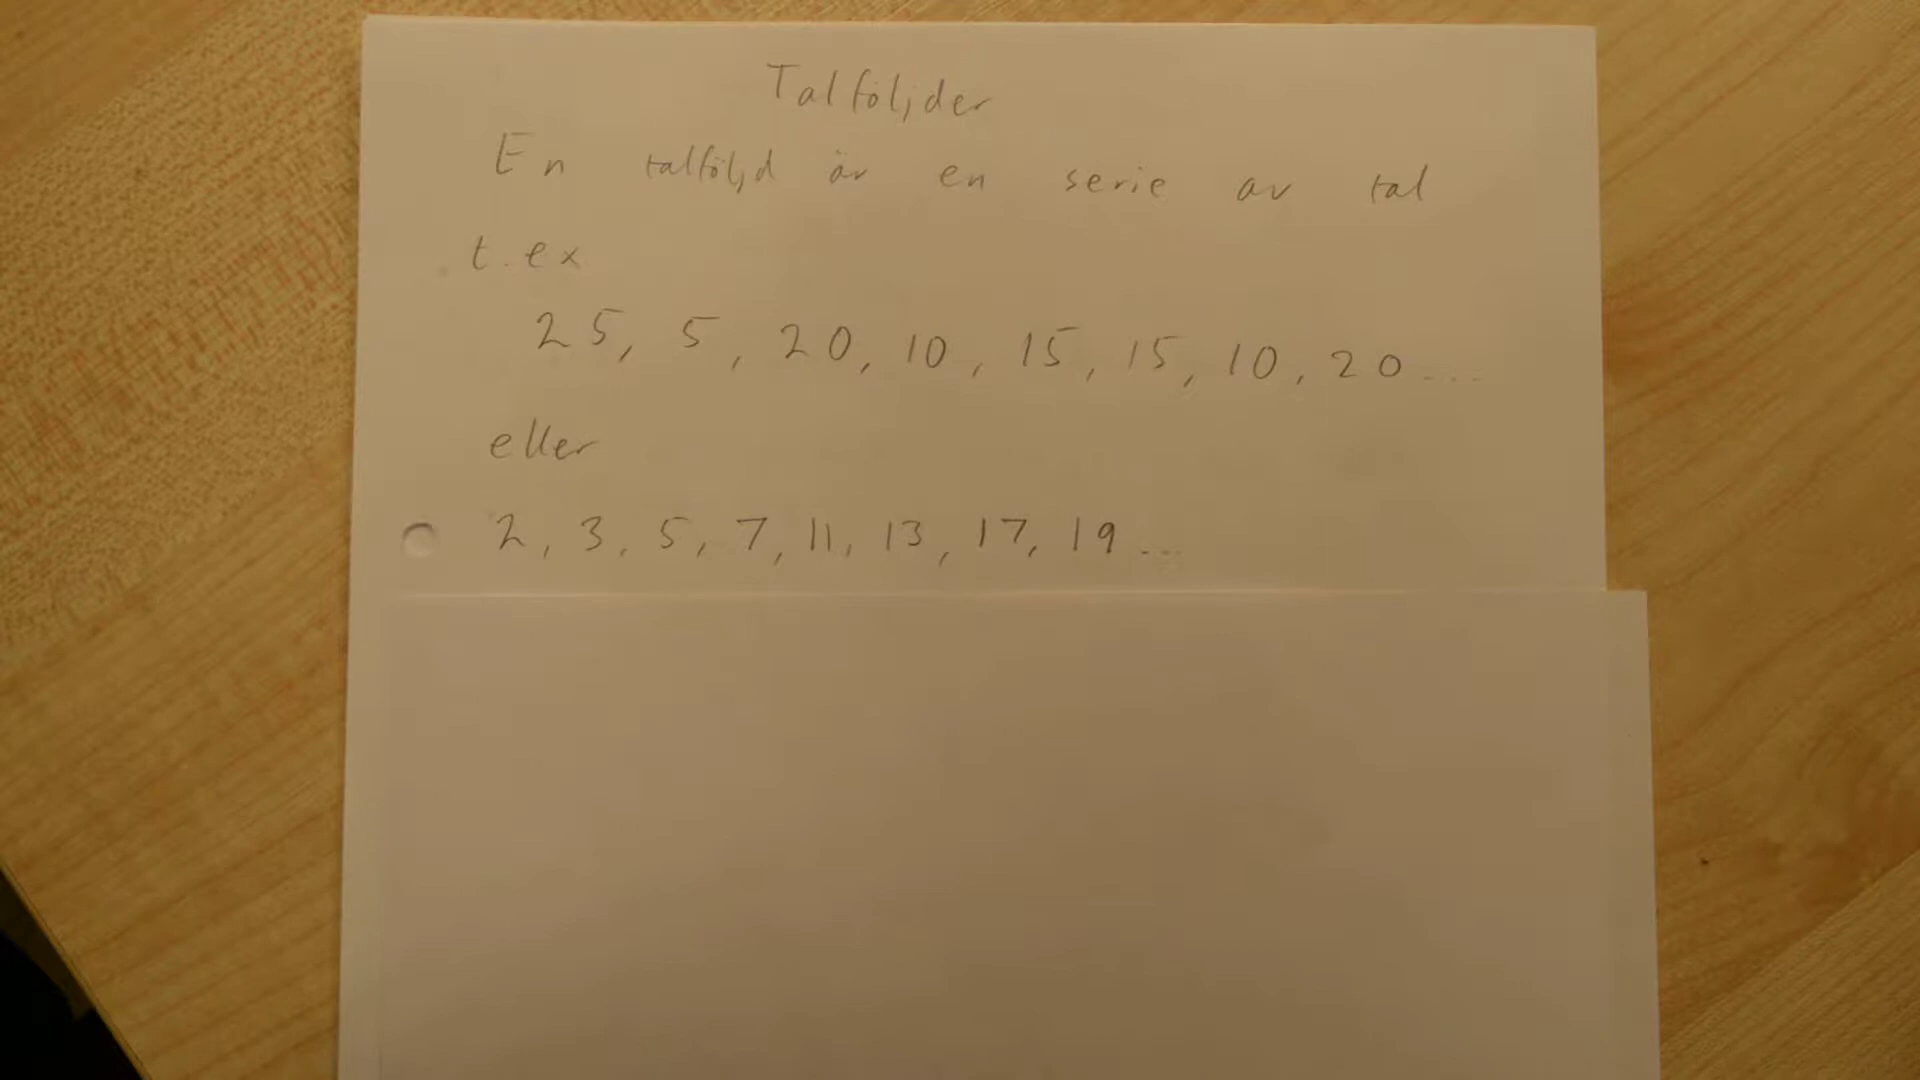 Talföljder
En talföljd är en serie av tal
t.ex
25, 5, 20, 10, 15, 15, 10, 20...
eller
2, 3, 5, 7, 11, 13, 17, 19...